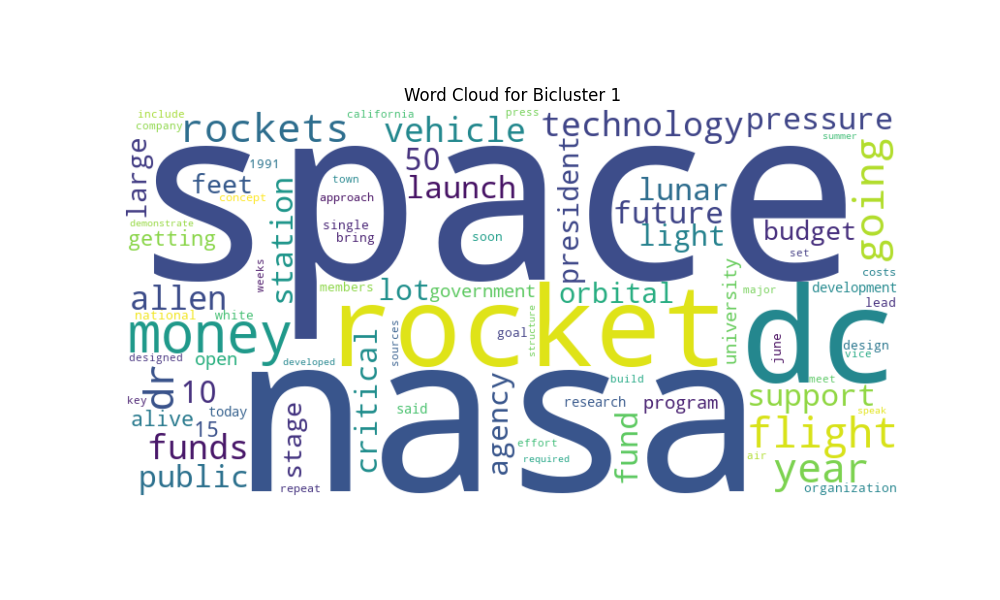 Word Cloud for Bicluster 1
include
company
rockets
california
vehicle
press
technology
pressure
summer
large
1991
feet
concept
town
approach
50
launch
president
lunar
future
light
budget
set
going
space
demonstrate
getting
station
single
bring
soon
weeks
costs
allen
members
lot
government
orbital
university
major
development
lead
national
white
money
rocket
dc
sources
goal
structure
june
design
vice
designed
open
developed
critical
key
dr
10
today
alive
15
nasa
said
agency
build
research
program
fund
meet
support
speak
funds
stage
effort
required
flight
air
year
public
repeat
organization